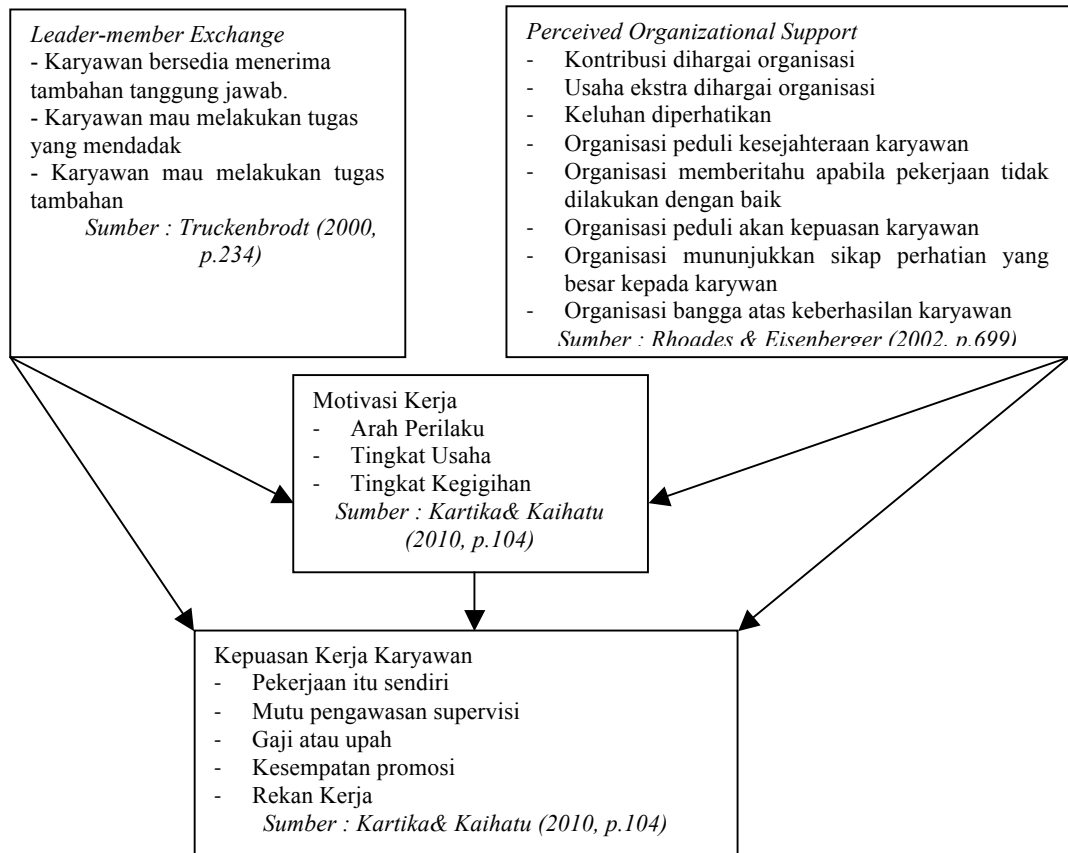 Leader-member Exchange
- Karyawan bersedia menerima
tambahan tanggung jawab.
- Karyawan mau melakukan tugas
yang mendadak
- Karyawan mau melakukan tugas
tambahan
Sumber : Truckenbrodt (2000,
p.234)
Perceived Organizational Support
- Kontribusi dihargai organisasi
- Usaha ekstra dihargai organisasi
- Keluhan diperhatikan
- Organisasi peduli kesejahteraan karyawan
- Organisasi memberitahu apabila pekerjaan tidak
dilakukan dengan baik
- Organisasi peduli akan kepuasan karyawan
- Organisasi mununjukkan sikap perhatian yang
besar kepada karywan
- Organisasi bangga atas keberhasilan karyawan
Sumber : Rhoades & Eisenberger (2002, p.699)
Motivasi Kerja
- Arah Perilaku
- Tingkat Usaha
- Tingkat Kegigihan
Sumber : Kartika& Kaihatu
(2010, p.104)
Kepuasan Kerja Karyawan
- Pekerjaan itu sendiri
- Mutu pengawasan supervisi
- Gaji atau upah
- Kesempatan promosi
- Rekan Kerja
Sumber : Kartika& Kaihatu (2010, p.104)